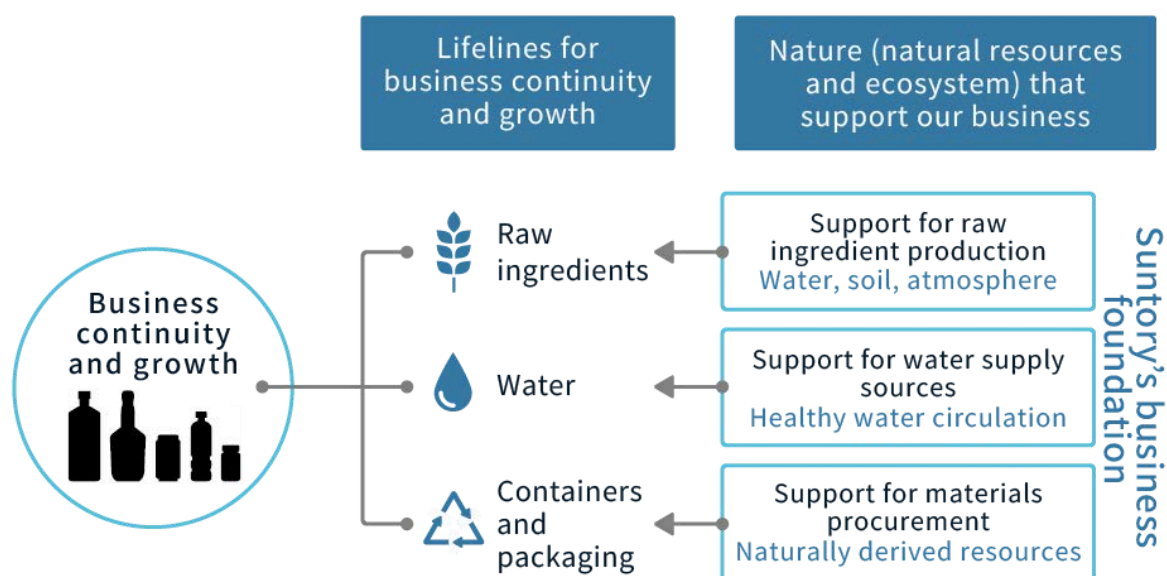 Lifelines for
business continuity
and growth
Nature (natural resources
and ecosystem) that
support our business
Business
continuity
and growth
Raw
ingredients
Support for raw
ingredient production
Water, soil, atmosphere
Water
Support for water supply
sources
Healthy water circulation
Containers
and
packaging
Support for materials
procurement
Naturally derived resources
Suntory's business
foundation